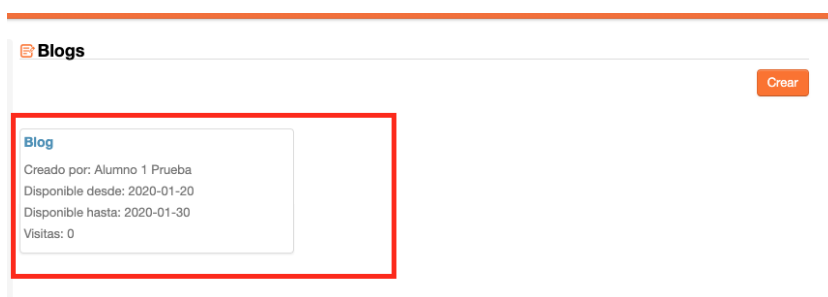 Blogs
Crear
Blog
Creado por: Alumno 1 Prueba
Disponible desde: 2020-01-20
Disponible hasta: 2020-01-30
Visitas: 0